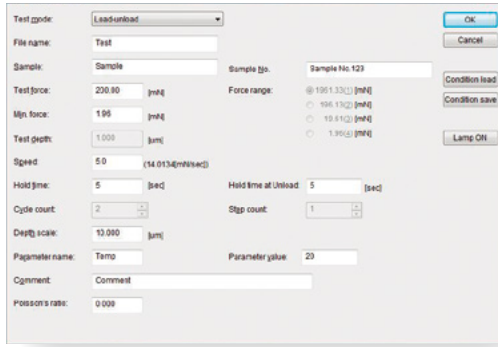 Test mode: Load-unload OK
File name: Test Cancel
Sample: Sample Sample No. Sample No.123
Condition load
Test force: 200.00 [mN] Force range: 1961.33(1) [mN]
Condition save
196.13(2) [mN]
Min. force: 1.96 [mN] 19.61(3) [mN]
Test depth: 1.000 [um] 1.96(4) [mN] Lamp ON
Speed: 5.0 (14.0134[mN/sec])
Hold time: 5 [sec] Hold time at Unload: 5 [sec]
Cycle count: 2 Step count: 1
Depth scale: 10.000 [um]
Parameter name: Temp Parameter value: 20
Comment: Comment
Poisson's ratio: 0.000